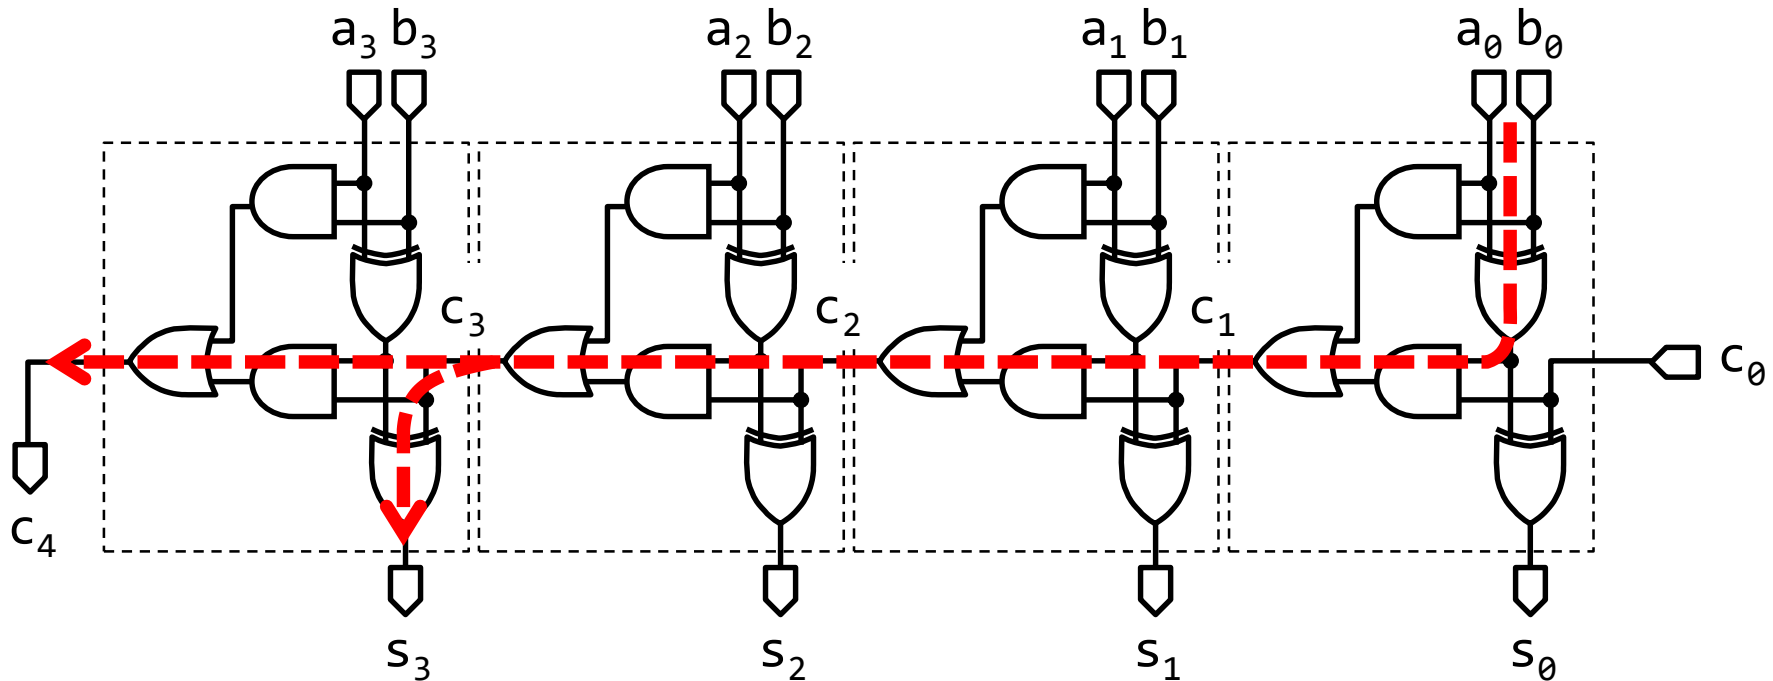 a₃ b₃ a₂ b₂ a₁ b₁ a₀ b₀
c₃ c₂ c₁
c₀
c₄
s₃ s₂ s₁ s₀